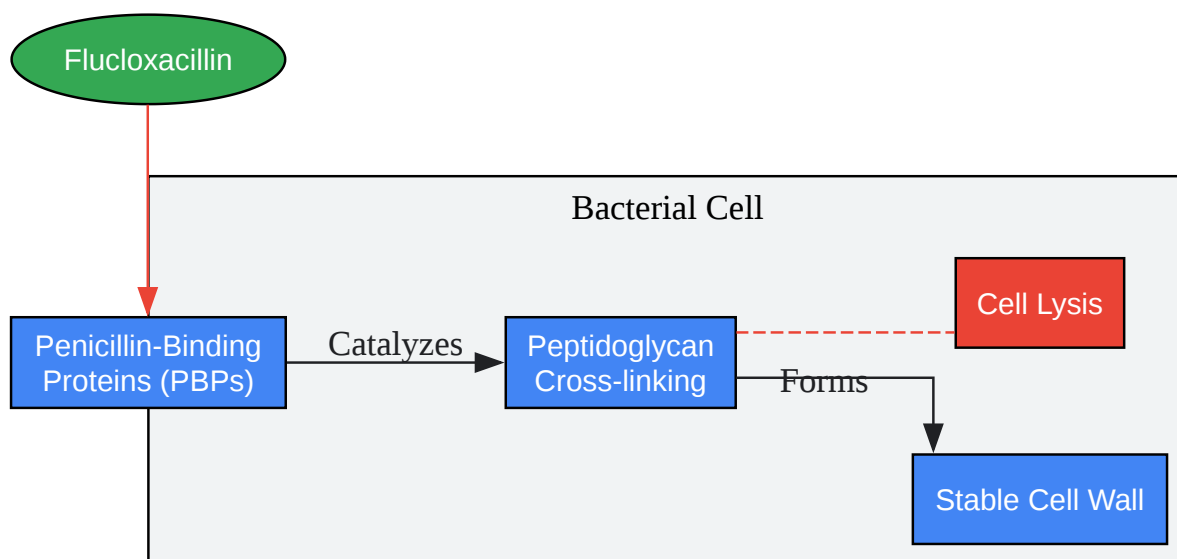 Flucloxacillin
Bacterial Cell
Cell Lysis
Penicillin-Binding
Proteins (PBPs)
Catalyzes
Peptidoglycan
Cross-linking
Forms
Stable Cell Wall